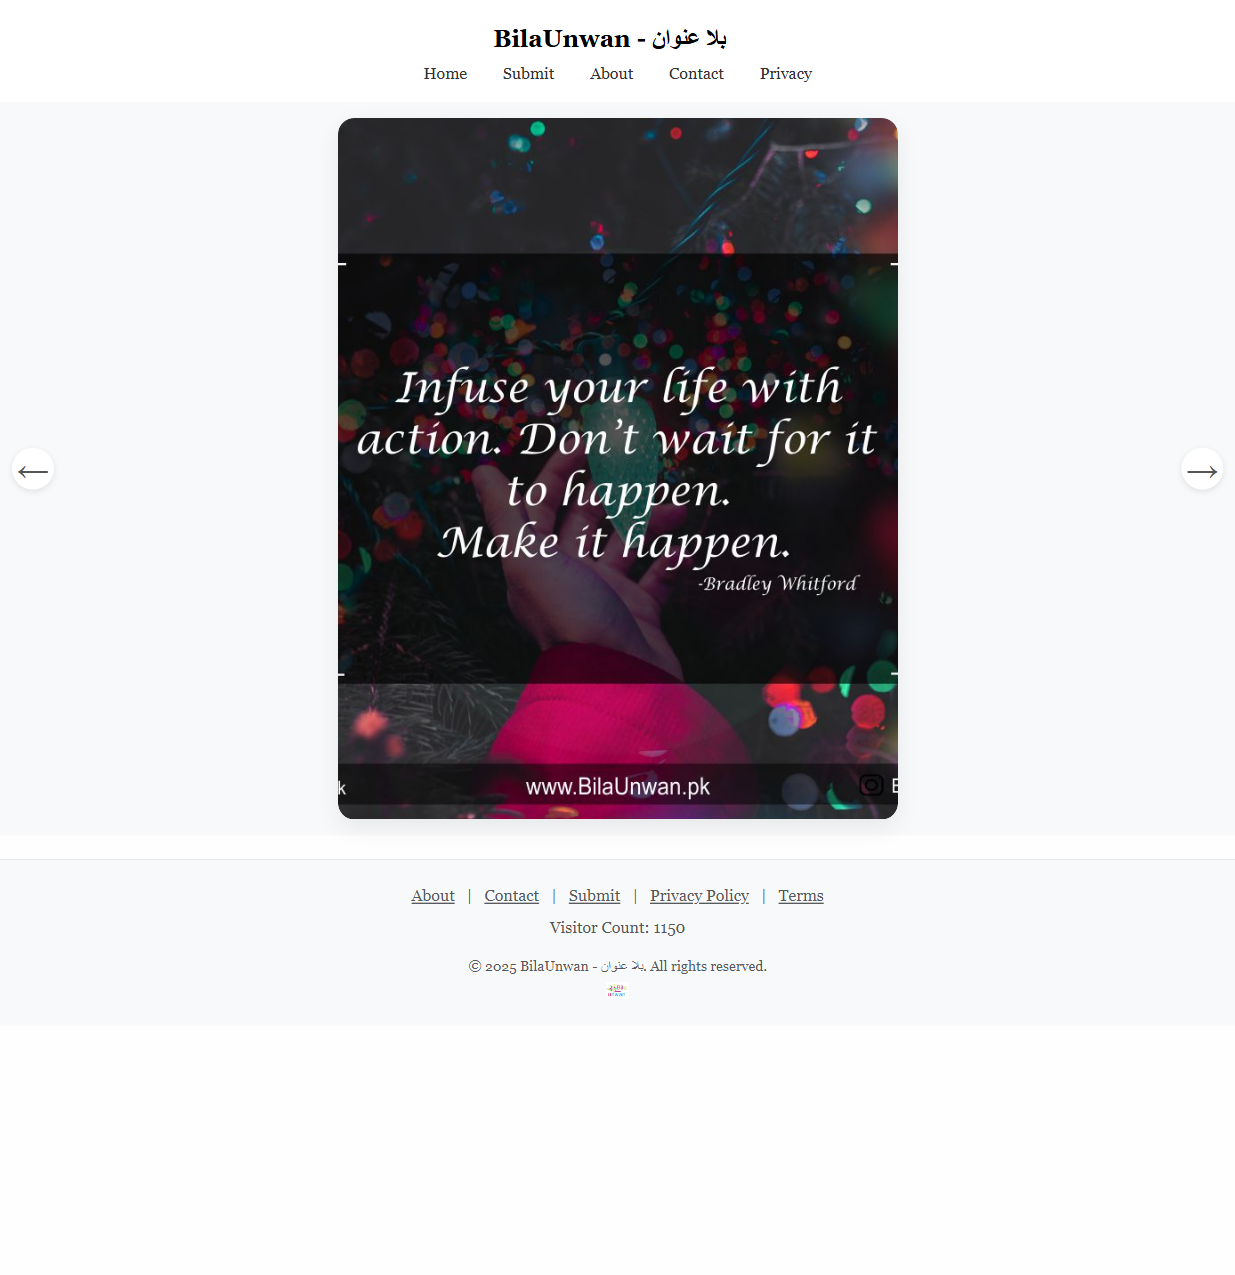 BilaUnwan - بلا عنوان
Home Submit About Contact Privacy
Infuse your life with
action. Don't wait for it
to happen.
Make it happen.
-Bradley Whitford
k www.BilaUnwan.pk
About | Contact | Submit | Privacy Policy | Terms
Visitor Count: 1150
© 2025 BilaUnwan - بلا عنوان. All rights reserved.